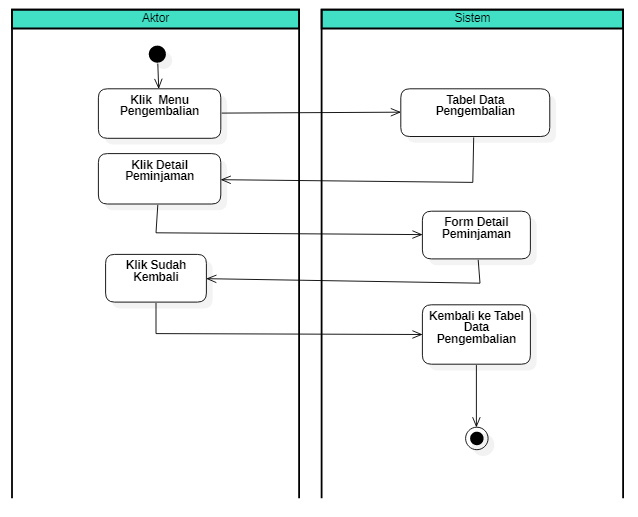 Aktor
Sistem
Klik Menu
Pengembalian
Tabel Data
Pengembalian
Klik Detail
Peminjaman
Form Detail
Peminjaman
Klik Sudah
Kembali
Kembali ke Tabel
Data
Pengembalian